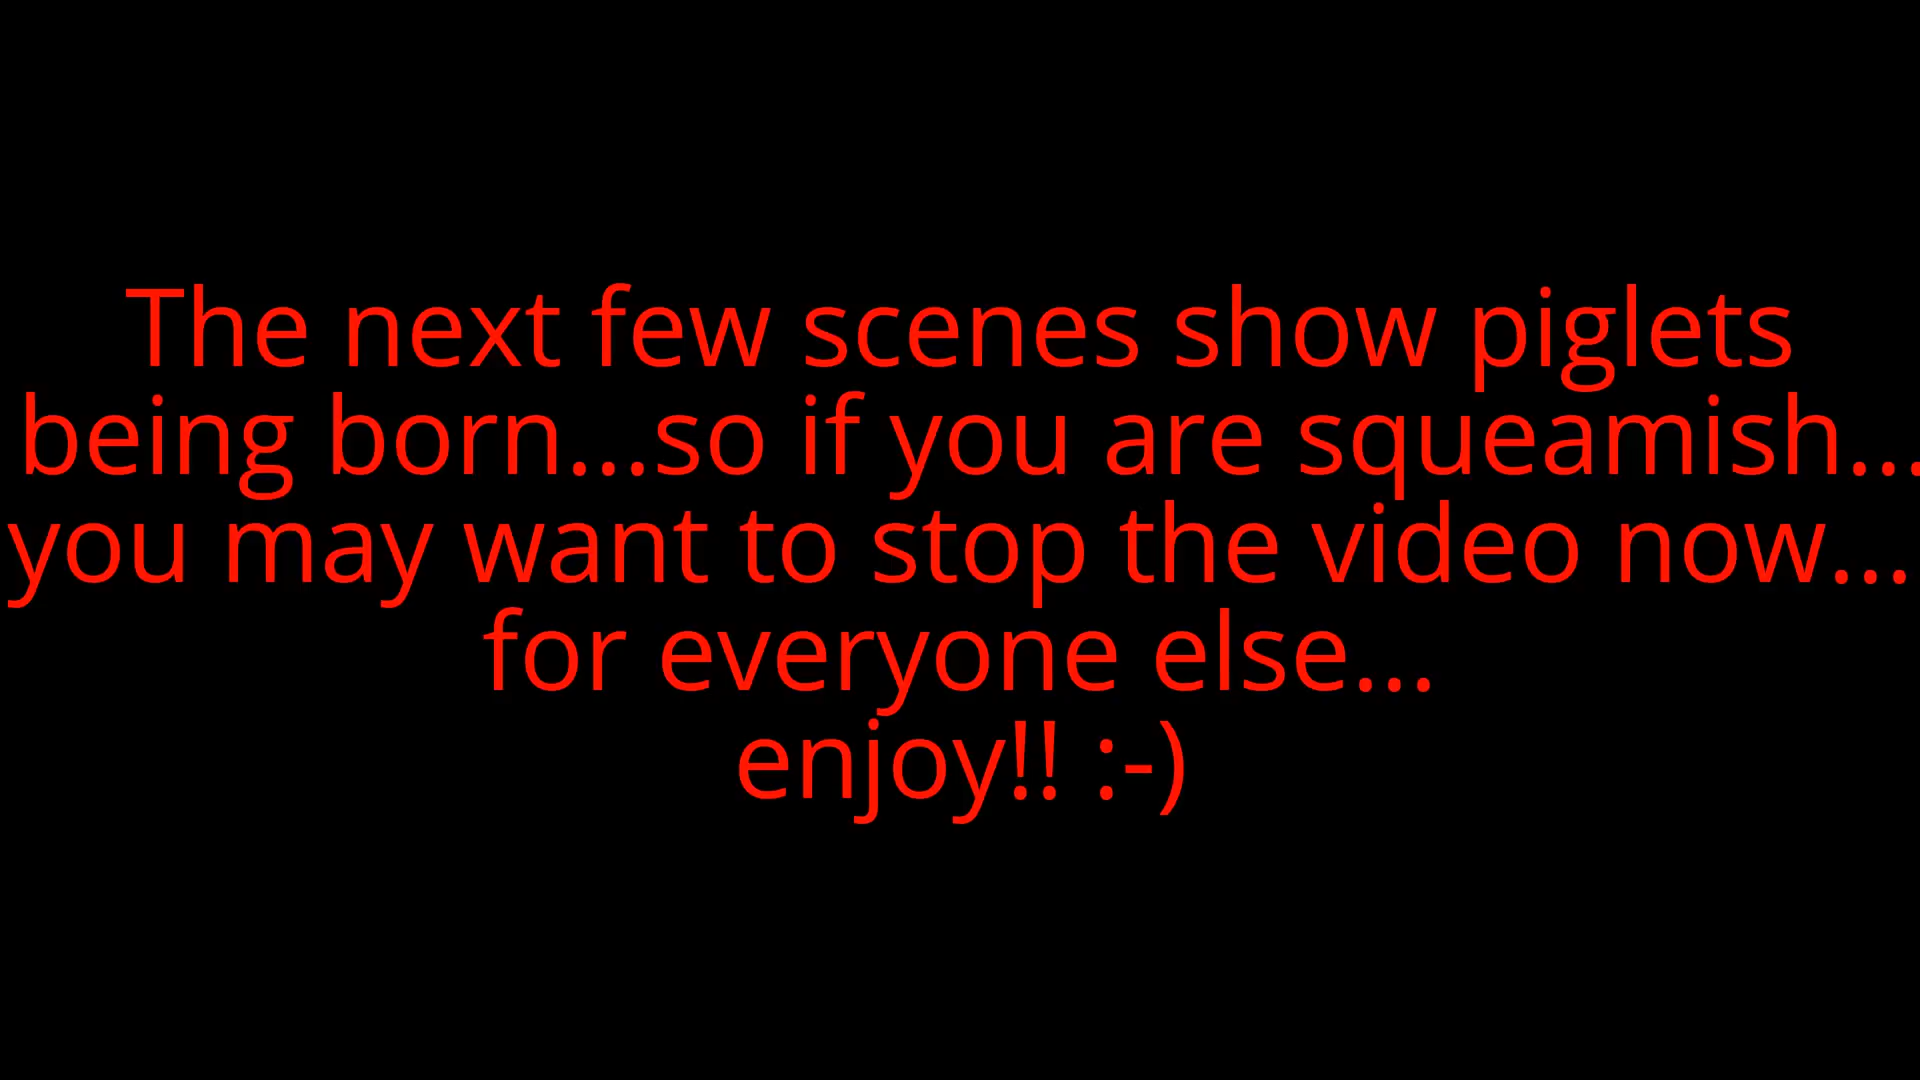 The next few scenes show piglets
being born...so if you are squeamish...
you may want to stop the video now...
for everyone else...
enjoy!! :-)